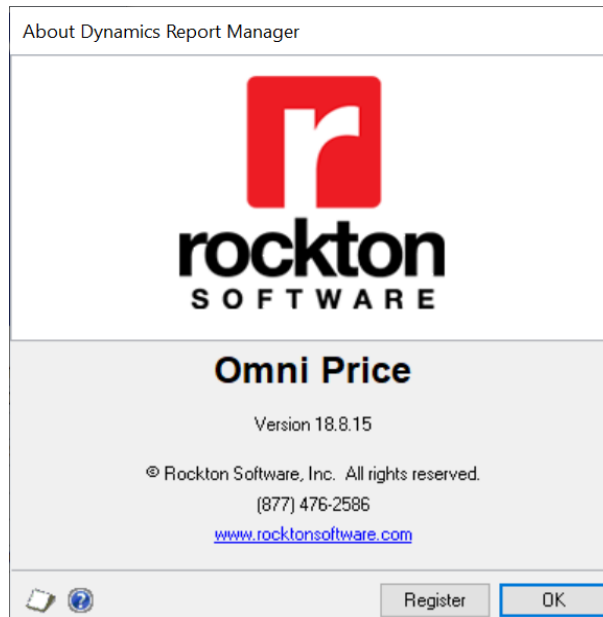 About Dynamics Report Manager
r
rockton
SOFTWARE
Omni Price
Version 18.8.15
© Rockton Software, Inc. All rights reserved.
(877) 476-2586
www.rocktonsoftware.com
Register OK